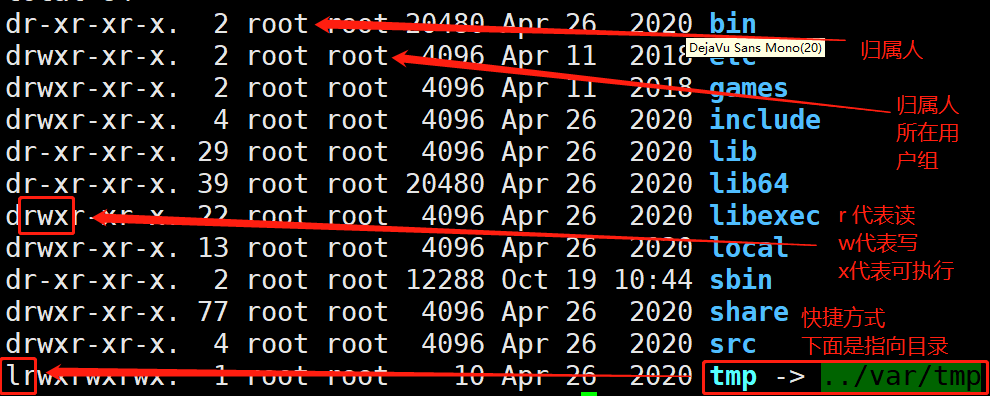 dr-xr-xr-x. 2 root root 20480 Apr 26 2020 bin
DejaVu Sans Mono(20)
归属人
drwxr-xr-x. 2 root root 4096 Apr 11 2018 etc
drwxr-xr-x. 2 root root 4096 Apr 11 2018 games
归属人
所在用
户组
drwxr-xr-x. 4 root root 4096 Apr 26 2020 include
dr-xr-xr-x. 29 root root 4096 Apr 26 2020 lib
dr-xr-xr-x. 39 root root 20480 Apr 26 2020 lib64
drwxr-xr-x. 22 root root 4096 Apr 26 2020 libexec
r 代表读
w代表写
x代表可执行
drwxr-xr-x. 13 root root 4096 Apr 26 2020 local
dr-xr-xr-x. 2 root root 12288 Oct 19 10:44 sbin
drwxr-xr-x. 77 root root 4096 Apr 26 2020 share
快捷方式
下面是指向目录
drwxr-xr-x. 4 root root 4096 Apr 26 2020 src
lrwxrwxrwx. 1 root root 10 Apr 26 2020 tmp -> ../var/tmp